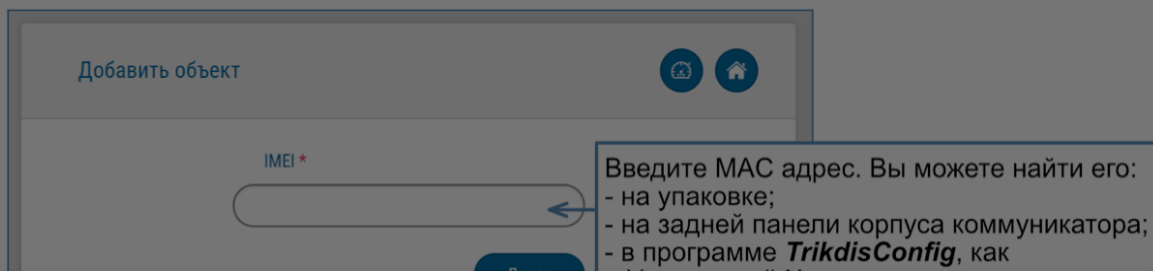 Добавить объект
IMEI *
Введите MAC адрес. Вы можете найти его:
- на упаковке;
- на задней панели корпуса коммуникатора;
- в программе TrikdisConfig, как